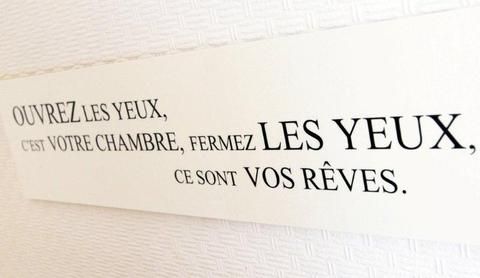 OUVREZ LES YEUX,
C'EST VOTRE CHAMBRE, FERMEZ LES YEUX,
CE SONT VOS RÊVES.